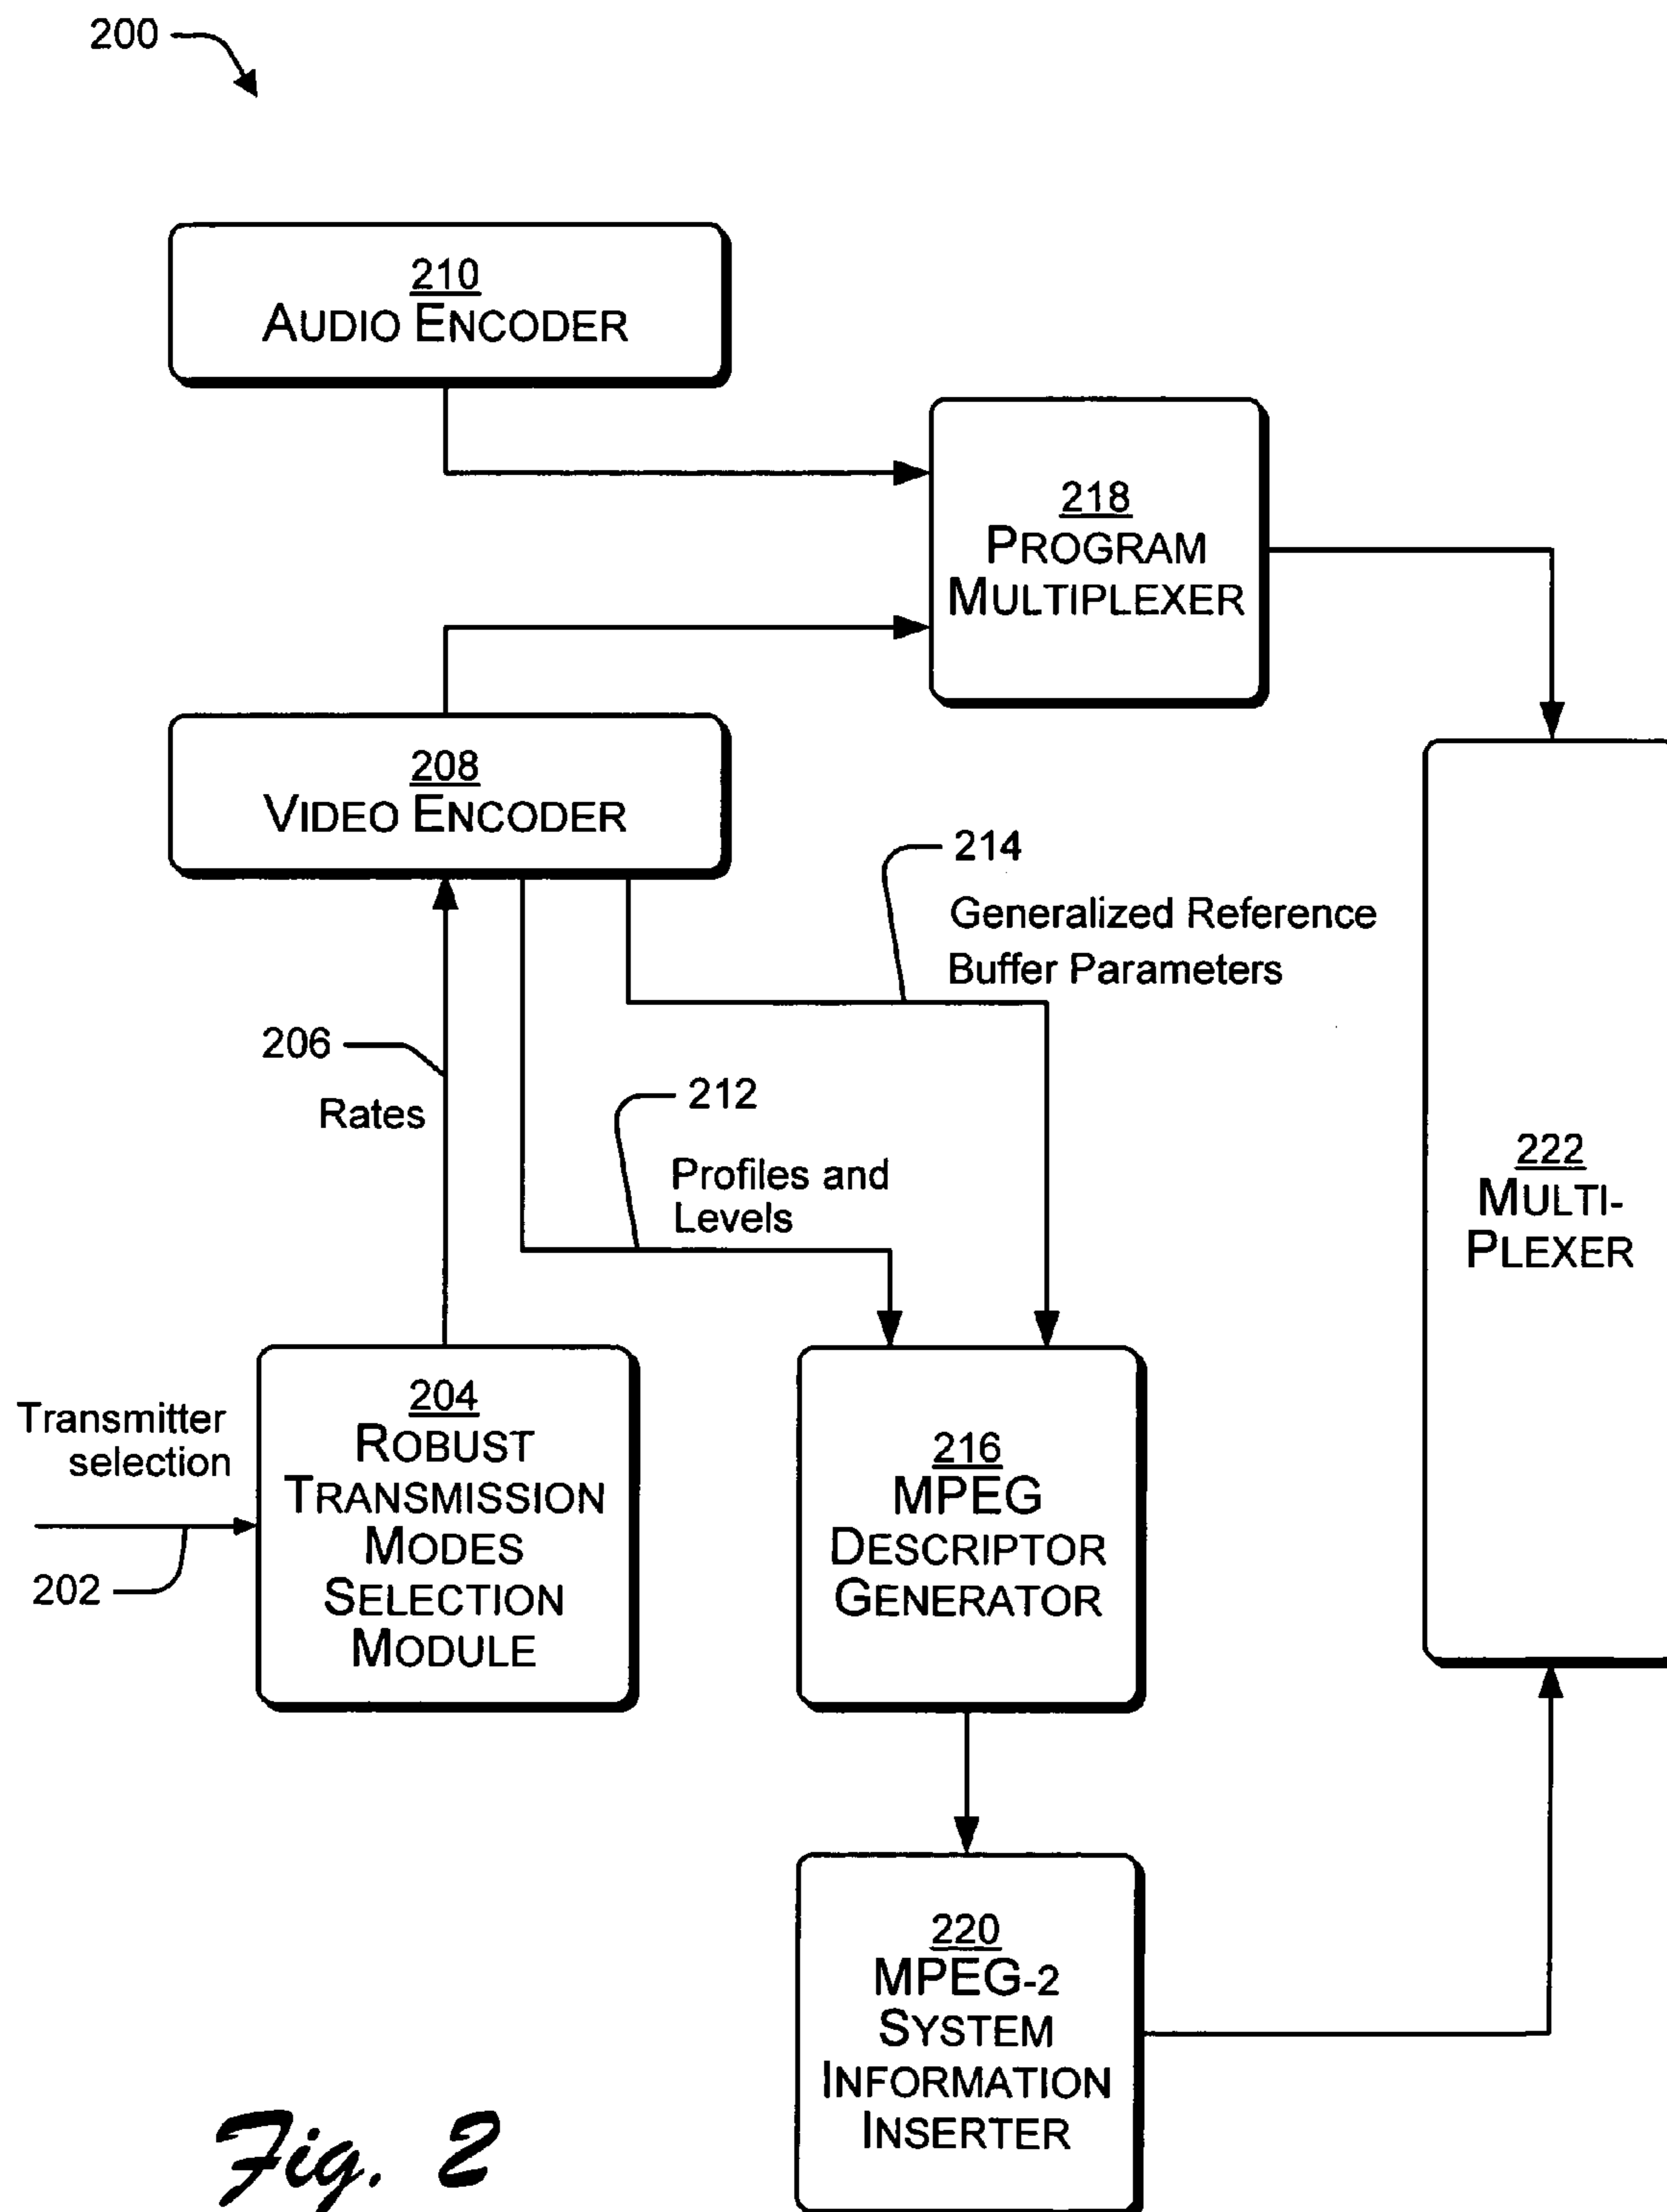 200
210
AUDIO ENCODER
218
PROGRAM
MULTIPLEXER
208
VIDEO ENCODER
214
Generalized Reference
Buffer Parameters
206
Rates
212
Profiles and
Levels
222
MULTI-
PLEXER
Transmitter
selection
202
204
ROBUST
TRANSMISSION
MODES
SELECTION
MODULE
216
MPEG
DESCRIPTOR
GENERATOR
220
MPEG-2
SYSTEM
INFORMATION
INSERTER
Fig. 2